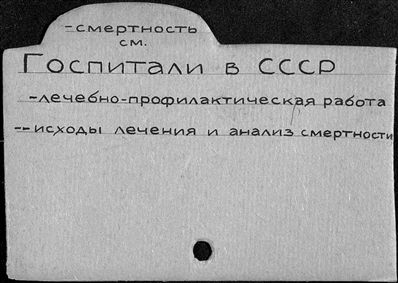 -смертность
см.
Госпитали в СССР
-лечебно-профилактическая работа
--исходы лечения и анализ смертности